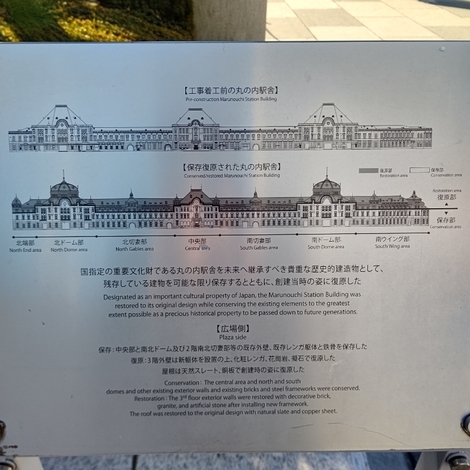 【工事着工前の丸の内駅舎】
Pre-construction Marunouchi Station Building
【保存復原された丸の内駅舎】
Conserved/restored Marunouchi Station Building
復原部
Restoration area
保存部
Conservation area
Restoration area
復原部
保存部
Conservation area
北端部 北ドーム部 北切妻部 中央部 南切妻部 南ドーム部 南ウイング部
North End area North Dome area North Gables area Central area South Gables area South Dome area South Wing area
国指定の重要文化財である丸の内駅舎を未来へ継承すべき貴重な歴史的建造物として、
残存している建物を可能な限り保存するとともに、創建当時の姿に復原した
Designated as an important cultural property of Japan, the Marunouchi Station Building was
restored to its original design while conserving the existing elements to the greatest
extent possible as a precious historical property to be passed down to future generations.
【広場側】
Plaza side
保存：中央部と南北ドーム及び2階南北切妻部等の既存外壁、既存レンガ躯体と鉄骨を保存した
復原：3階外壁は新躯体を設置の上、化粧レンガ、花崗岩、擬石で復原した
屋根は天然スレート、銅板で創建時の姿に復原した
Conservation : The central area and north and south
domes and other existing exterior walls and existing bricks and steel frameworks were conserved.
Restoration : The 3rd floor exterior walls were restored with decorative brick,
granite, and artificial stone after installing new framework.
The roof was restored to the original design with natural slate and copper sheet.